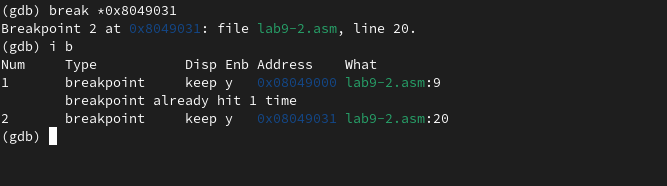 (gdb) break *0x8049031
Breakpoint 2 at 0x8049031: file lab9-2.asm, line 20.
(gdb) i b
Num     Type           Disp Enb Address    What
1       breakpoint     keep y   0x08049000 lab9-2.asm:9
        breakpoint already hit 1 time
2       breakpoint     keep y   0x08049031 lab9-2.asm:20
(gdb)